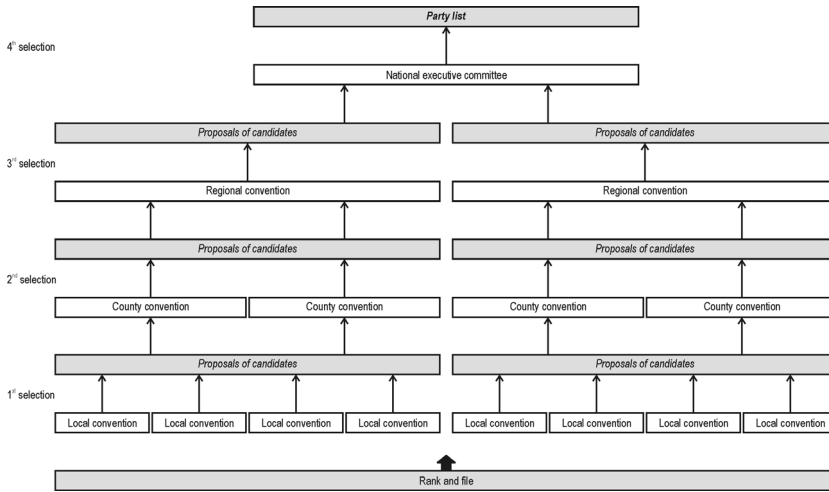 Party list
4th selection
National executive committee
Proposals of candidates Proposals of candidates
3rd selection
Regional convention Regional convention
Proposals of candidates Proposals of candidates
2nd selection
County convention County convention County convention County convention
Proposals of candidates Proposals of candidates
1st selection
Local convention Local convention Local convention Local convention Local convention Local convention Local convention Local convention
Rank and file